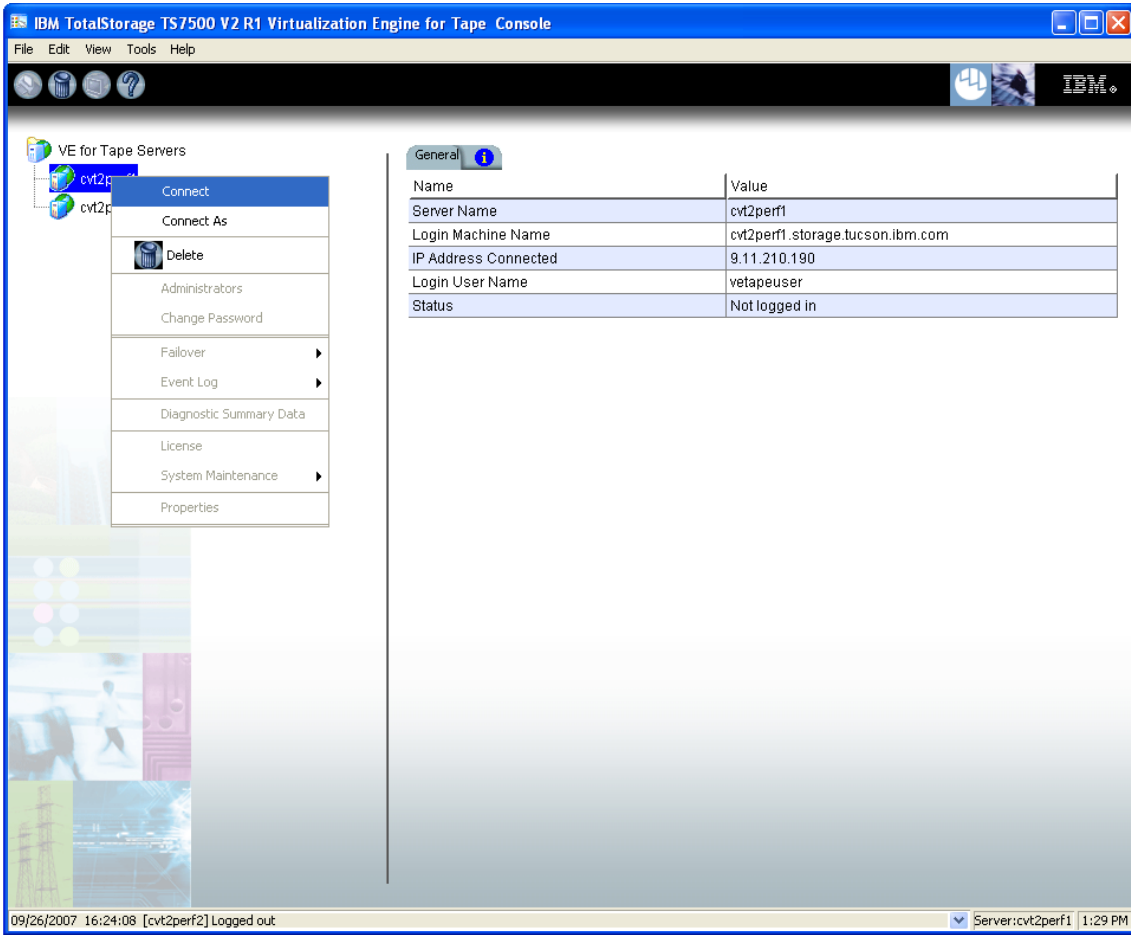 IBM TotalStorage TS7500 V2 R1 Virtualization Engine for Tape Console
File Edit View Tools Help
IBM
VE for Tape Servers
cvt2perf1
cvt2p
Connect
Connect As
Delete
Administrators
Change Password
Failover
Event Log
Diagnostic Summary Data
License
System Maintenance
Properties
General
Name Value
Server Name cvt2perf1
Login Machine Name cvt2perf1.storage.tucson.ibm.com
IP Address Connected 9.11.210.190
Login User Name vetapeuser
Status Not logged in
09/26/2007 16:24:08 [cvt2perf2] Logged out
Server:cvt2perf1 1:29 PM